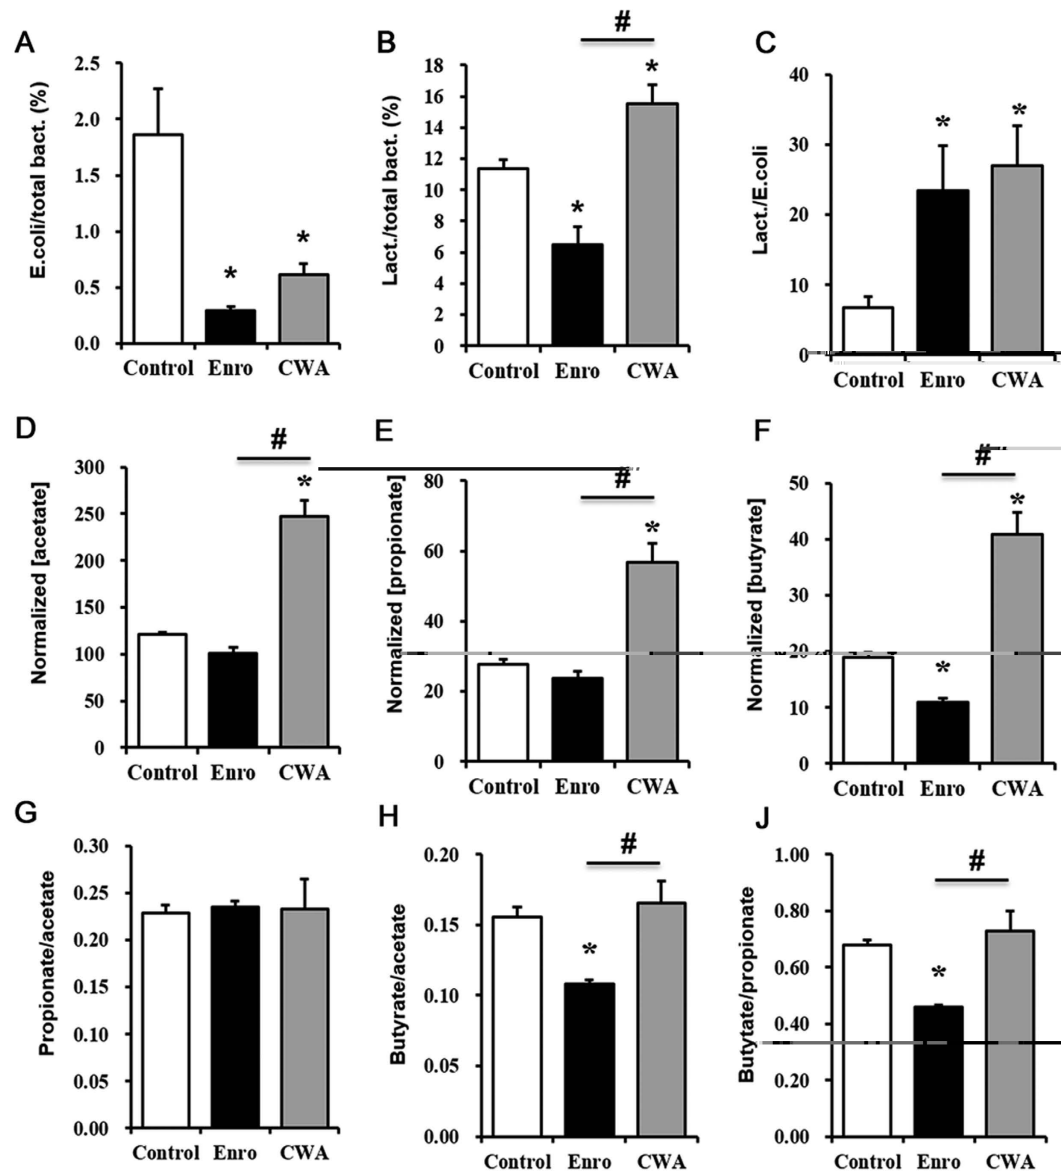 A
E.coli/total bact. (%)
2.5
2.0
1.5
1.0
0.5
0.0
*
*
Control Enro CWA
B
Lact./total bact. (%)
18
16
14
12
10
8
6
4
2
0
#
*
*
Control Enro CWA
C
Lact./E.coli
40
30
20
10
0
*
*
Control Enro CWA
D
Normalized [acetate]
300
250
200
150
100
50
0
#
*
Control Enro CWA
E
Normalized [propionate]
80
60
40
20
0
#
*
Control Enro CWA
F
Normalized [butyrate]
50
40
30
20
10
0
#
*
*
Control Enro CWA
G
Propionate/acetate
0.30
0.25
0.20
0.15
0.10
0.05
0.00
Control Enro CWA
H
Butyrate/acetate
0.20
0.15
0.10
0.05
0.00
#
*
Control Enro CWA
J
Butytate/propionate
1.00
0.80
0.60
0.40
0.20
0.00
#
*
Control Enro CWA